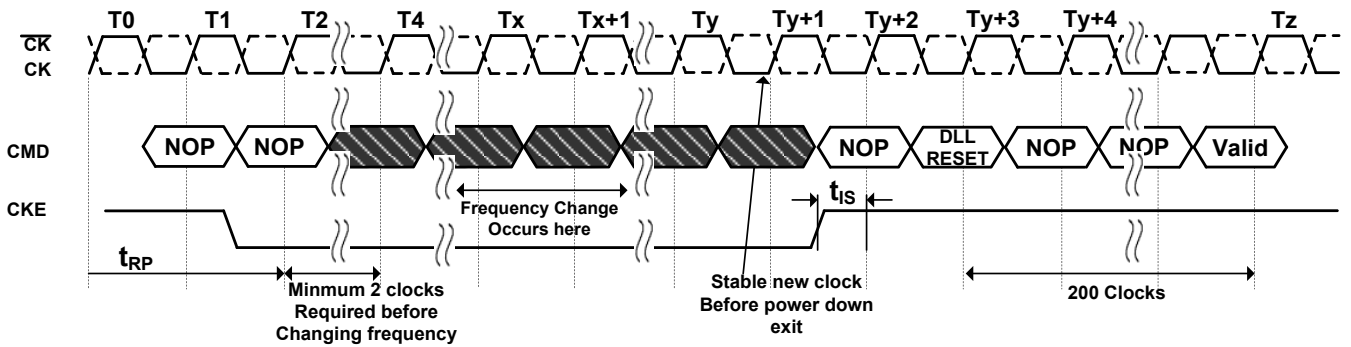 T0 T1 T2 T4 Tx Tx+1 Ty Ty+1 Ty+2 Ty+3 Ty+4 Tz
CK
CK
CMD
NOP NOP NOP DLL RESET NOP NOP Valid
CKE
Frequency Change
Occurs here
tIS
tRP
Minmum 2 clocks
Required before
Changing frequency
Stable new clock
Before power down
exit
200 Clocks